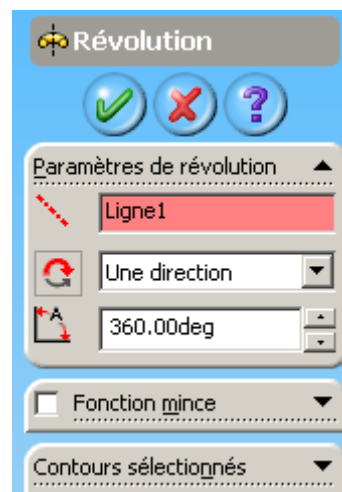 Révolution
?
Paramètres de révolution
Ligne1
Une direction
A
360.00deg
Fonction mince
Contours sélectionnés